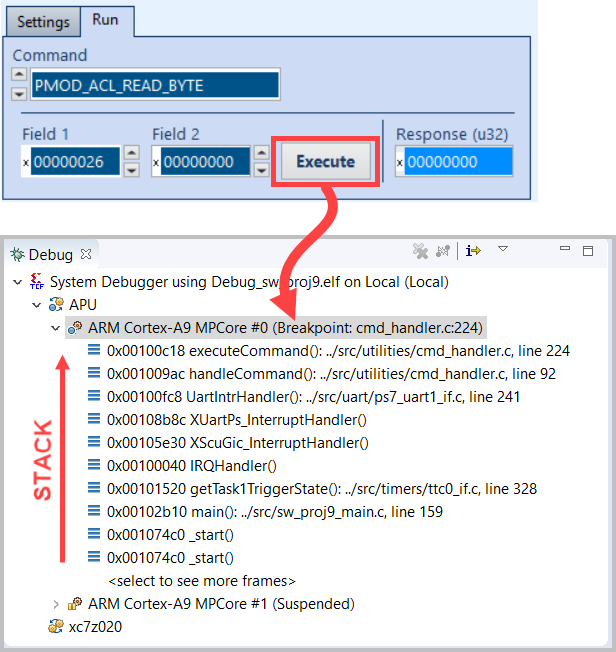 Settings Run
Command
PMOD_ACL_READ_BYTE
Field 1 Field 2 Response (u32)
x 00000026 x 00000000 Execute x 00000000
Debug
System Debugger using Debug_sw_proj9.elf on Local (Local)
APU
ARM Cortex-A9 MPCore #0 (Breakpoint: cmd_handler.c:224)
0x00100c18 executeCommand(): ../src/utilities/cmd_handler.c, line 224
0x001009ac handleCommand(): ../src/utilities/cmd_handler.c, line 92
0x00100fc8 UartIntrHandler(): ../src/uart/ps7_uart1_if.c, line 241
0x00108b8c XUartPs_InterruptHandler()
0x00105e30 XScuGic_InterruptHandler()
0x00100040 IRQHandler()
0x00101520 getTask1TriggerState(): ../src/timers/ttc0_if.c, line 328
0x00102b10 main(): ../src/sw_proj9_main.c, line 159
0x001074c0 _start()
0x001074c0 _start()
<select to see more frames>
ARM Cortex-A9 MPCore #1 (Suspended)
xc7z020
STACK
TCF